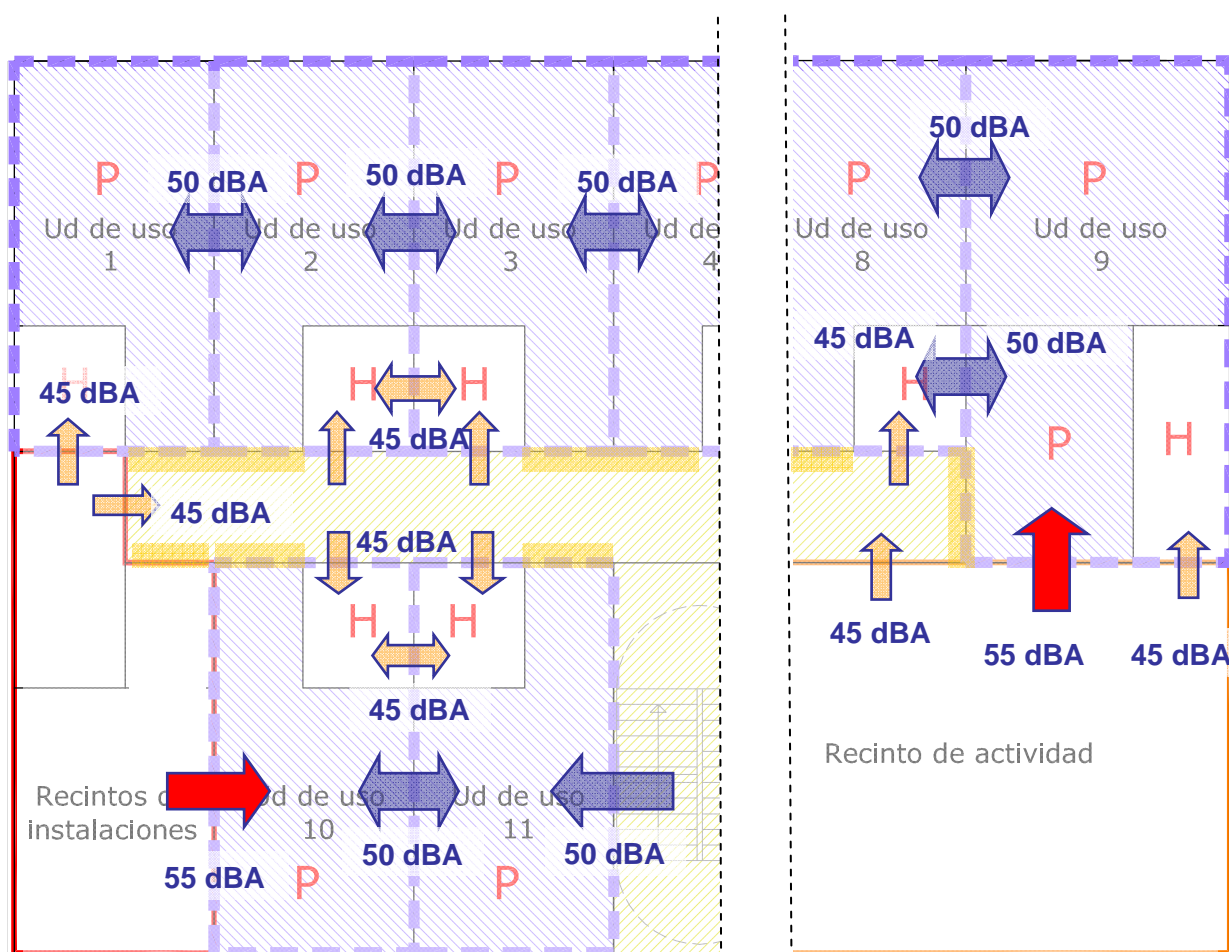 50 dBA
P
P
P
P
P
P
50 dBA
50 dBA
50 dBA
Ud de uso
1
Ud de uso
2
Ud de uso
3
Ud de
4
Ud de uso
8
Ud de uso
9
45 dBA
50 dBA
H
45 dBA
H
H
H
45 dBA
P
H
45 dBA
45 dBA
H
H
45 dBA
55 dBA
45 dBA
45 dBA
Recinto de actividad
Recintos
instalaciones
Ud de uso
10
Ud de uso
11
50 dBA
50 dBA
55 dBA
P
P